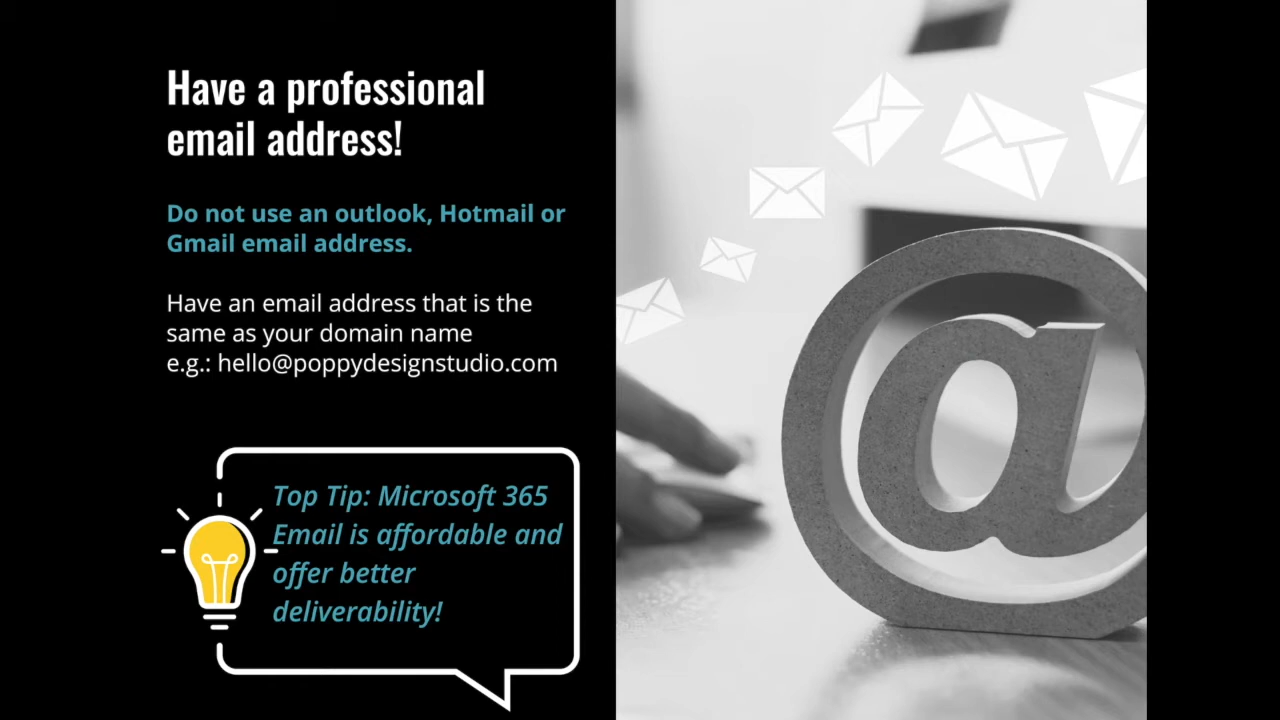 Have a professional
email address!
Do not use an outlook, Hotmail or
Gmail email address.
Have an email address that is the
same as your domain name
e.g.: hello@poppydesignstudio.com
Top Tip: Microsoft 365
Email is affordable and
offer better
deliverability!
@